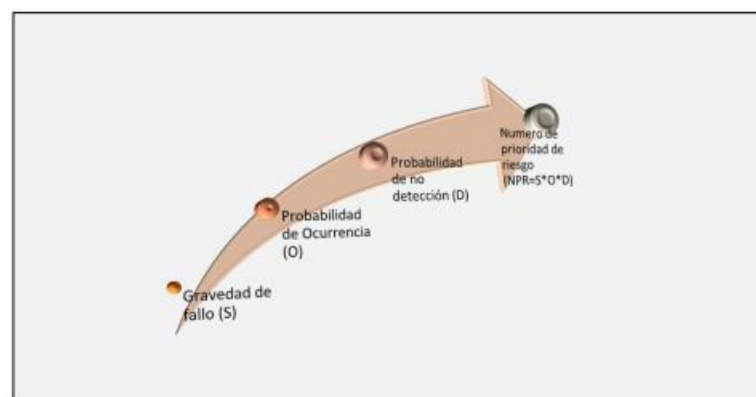 Gravedad de
fallo (S)
Probabilidad
de Ocurrencia
(O)
Probabilidad
de no
detección (D)
Numero de
prioridad de
riesgo
(NPR=S*O*D)